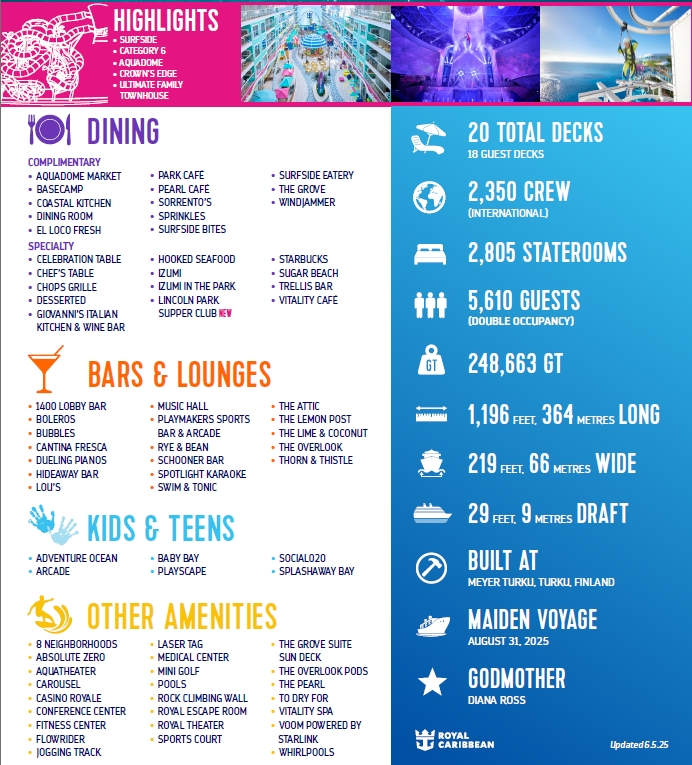 HIGHLIGHTS
• SURFSIDE
• CATEGORY 6
• AQUADOME
• CROWN'S EDGE
• ULTIMATE FAMILY
TOWNHOUSE
DINING
COMPLIMENTARY
• AQUADOME MARKET
• BASECAMP
• COASTAL KITCHEN
• DINING ROOM
• EL LOCO FRESH
• PARK CAFÉ
• PEARL CAFÉ
• SORRENTO'S
• SPRINKLES
• SURFSIDE BITES
• SURFSIDE EATERY
• THE GROVE
• WINDJAMMER
SPECIALTY
• CELEBRATION TABLE
• CHEF'S TABLE
• CHOPS GRILLE
• DESSERTED
• GIOVANNI'S ITALIAN
KITCHEN & WINE BAR
• HOOKED SEAFOOD
• IZUMI
• IZUMI IN THE PARK
• LINCOLN PARK
SUPER CLUB NEW
• STARBUCKS
• SUGAR BEACH
• TRELLIS BAR
• VITALITY CAFÉ
BARS & LOUNGES
• 1400 LOBBY BAR
• BOLEROS
• BUBBLES
• CANTINA FRESCA
• DUELING PIANOS
• HIDEAWAY BAR
• LOU'S
• MUSIC HALL
• PLAYMAKERS SPORTS
BAR & ARCADE
• RYE & BEAN
• SCHOONER BAR
• SPOTLIGHT KARAOKE
• SWIM & TONIC
• THE ATTIC
• THE LEMON POST
• THE LIME & COCONUT
• THE OVERLOOK
• THORN & THISTLE
KIDS & TEENS
• ADVENTURE OCEAN
• ARCADE
• BABY BAY
• PLAYSCAPE
• SOCIAL020
• SPLASHAWAY BAY
OTHER AMENITIES
• 8 NEIGHBORHOODS
• ABSOLUTE ZERO
• AQUATHEATER
• CAROUSEL
• CASINO ROYALE
• CONFERENCE CENTER
• FITNESS CENTER
• FLOWRIDER
• JOGGING TRACK
• LASER TAG
• MEDICAL CENTER
• MINI GOLF
• POOLS
• ROCK CLIMBING WALL
• ROYAL ESCAPE ROOM
• ROYAL THEATER
• SPORTS COURT
• THE GROVE SUITE
SUN DECK
• THE OVERLOOK PODS
• THE PEARL
• TO DRY FOR
• VITALITY SPA
• VOOM POWERED BY
STARLINK
• WHIRLPOOLS
20 TOTAL DECKS
18 GUEST DECKS
2,350 CREW
(INTERNATIONAL)
2,805 STATEROOMS
5,610 GUESTS
(DOUBLE OCCUPANCY)
GT
248,663 GT
1,196 FEET, 364 METRES LONG
219 FEET, 66 METRES WIDE
29 FEET, 9 METRES DRAFT
BUILT AT
MEYER TURKU, TURKU, FINLAND
MAIDEN VOYAGE
AUGUST 31, 2025
GODMOTHER
DIANA ROSS
ROYAL
CARIBBEAN
Updated 6.5.25